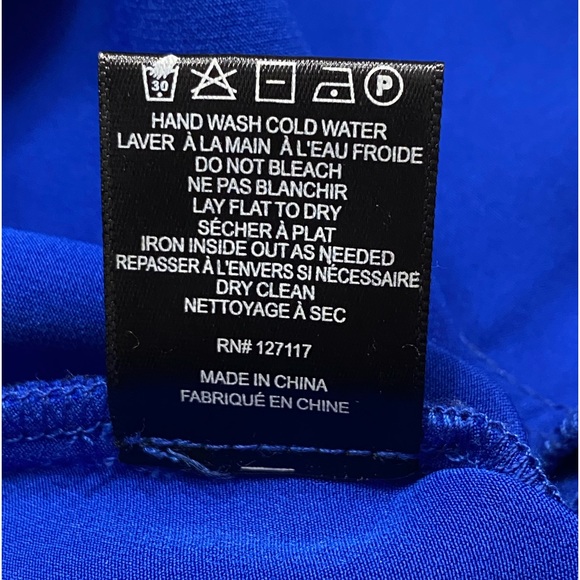 30 P
HAND WASH COLD WATER
LAVER À LA MAIN À L'EAU FROIDE
DO NOT BLEACH
NE PAS BLANCHIR
LAY FLAT TO DRY
SÉCHER À PLAT
IRON INSIDE OUT AS NEEDED
REPASSER À L'ENVERS SI NÉCESSAIRE
DRY CLEAN
NETTOYAGE À SEC
RN# 127117
MADE IN CHINA
FABRIQUÉ EN CHINE